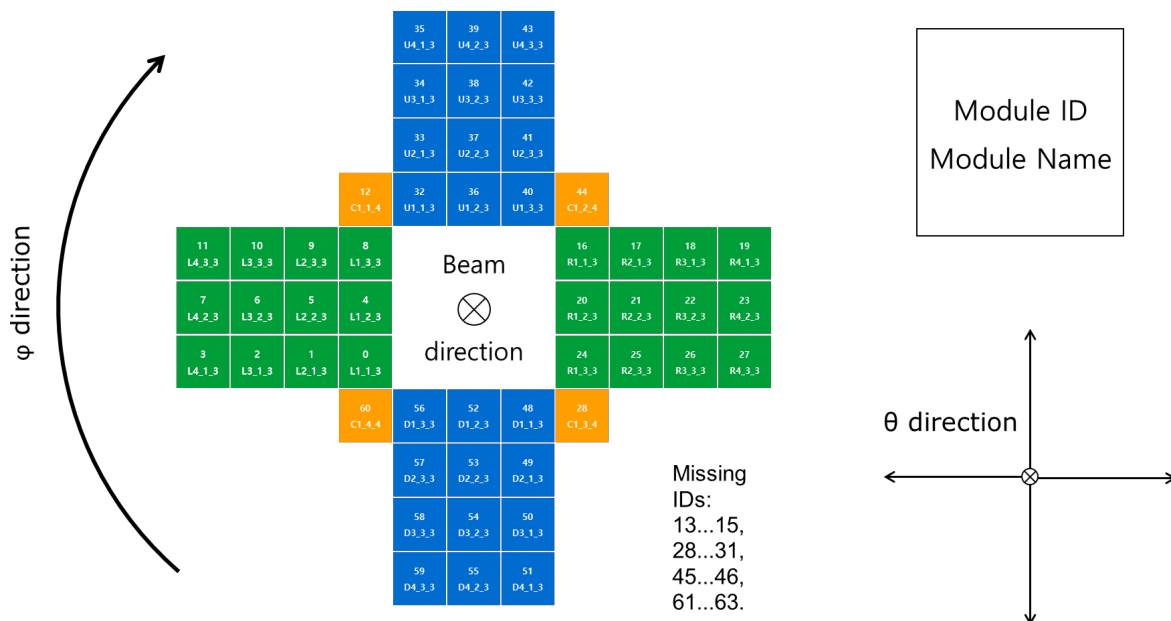 35 39 43
U4_1_3 U4_2_3 U4_3_3
34 38 42
U3_1_3 U3_2_3 U3_3_3
33 37 41
U2_1_3 U2_2_3 U2_3_3
12 32 36 40 44
C1_1_4 U1_1_3 U1_2_3 U1_3_3 C1_2_4
11 10 9 8 16 17 18 19
L4_3_3 L3_3_3 L2_3_3 L1_3_3 R1_1_3 R2_1_3 R3_1_3 R4_1_3
7 6 5 4 20 21 22 23
L4_2_3 L3_2_3 L2_2_3 L1_2_3 R1_2_3 R2_2_3 R3_2_3 R4_2_3
3 2 1 0 24 25 26 27
L4_1_3 L3_1_3 L2_1_3 L1_1_3 R1_3_3 R2_3_3 R3_3_3 R4_3_3
60 56 52 48 28
C1_4_4 D1_3_3 D1_2_3 D1_1_3 C1_3_4
57 53 49
D2_3_3 D2_2_3 D2_1_3
58 54 50
D3_3_3 D3_2_3 D3_1_3
59 55 51
D4_3_3 D4_2_3 D4_1_3
Beam
direction
φ direction
Module ID
Module Name
θ direction
Missing
IDs:
13...15,
28...31,
45...46,
61...63.